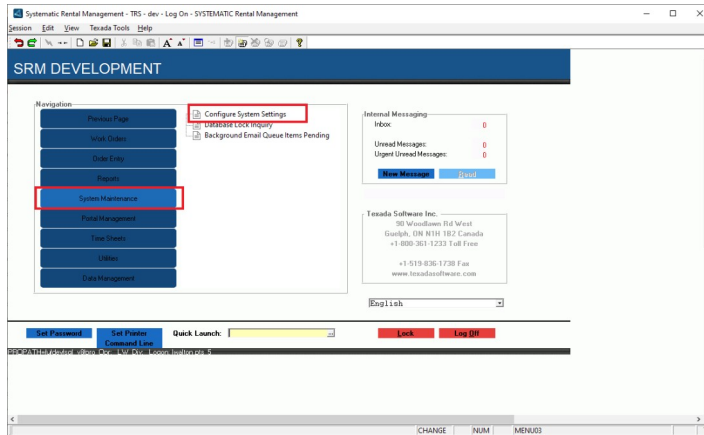 Systematic Rental Management - TRS - dev - Log On - SYSTEMATIC Rental Management
Session Edit View Texada Tools Help
SRM DEVELOPMENT
Navigation
Previous Page
Work Orders
Order Entry
Reports
System Maintenance
Portal Management
Time Sheets
Utilities
Data Management
Configure System Settings
Database Lock Inquiry
Background Email Queue Items Pending
Internal Messaging
Inbox: 0
Unread Messages: 0
Urgent Unread Messages: 0
New Message Read
Texada Software Inc.
90 Woodlawn Rd West
Guelph, ON N1H 1B2 Canada
+1-800-361-1233 Toll Free
+1-519-836-1738 Fax
www.texadasoftware.com
English
Set Password Set Printer Command Line Quick Launch: Lock Log Off
CHANGE NUM MENU03